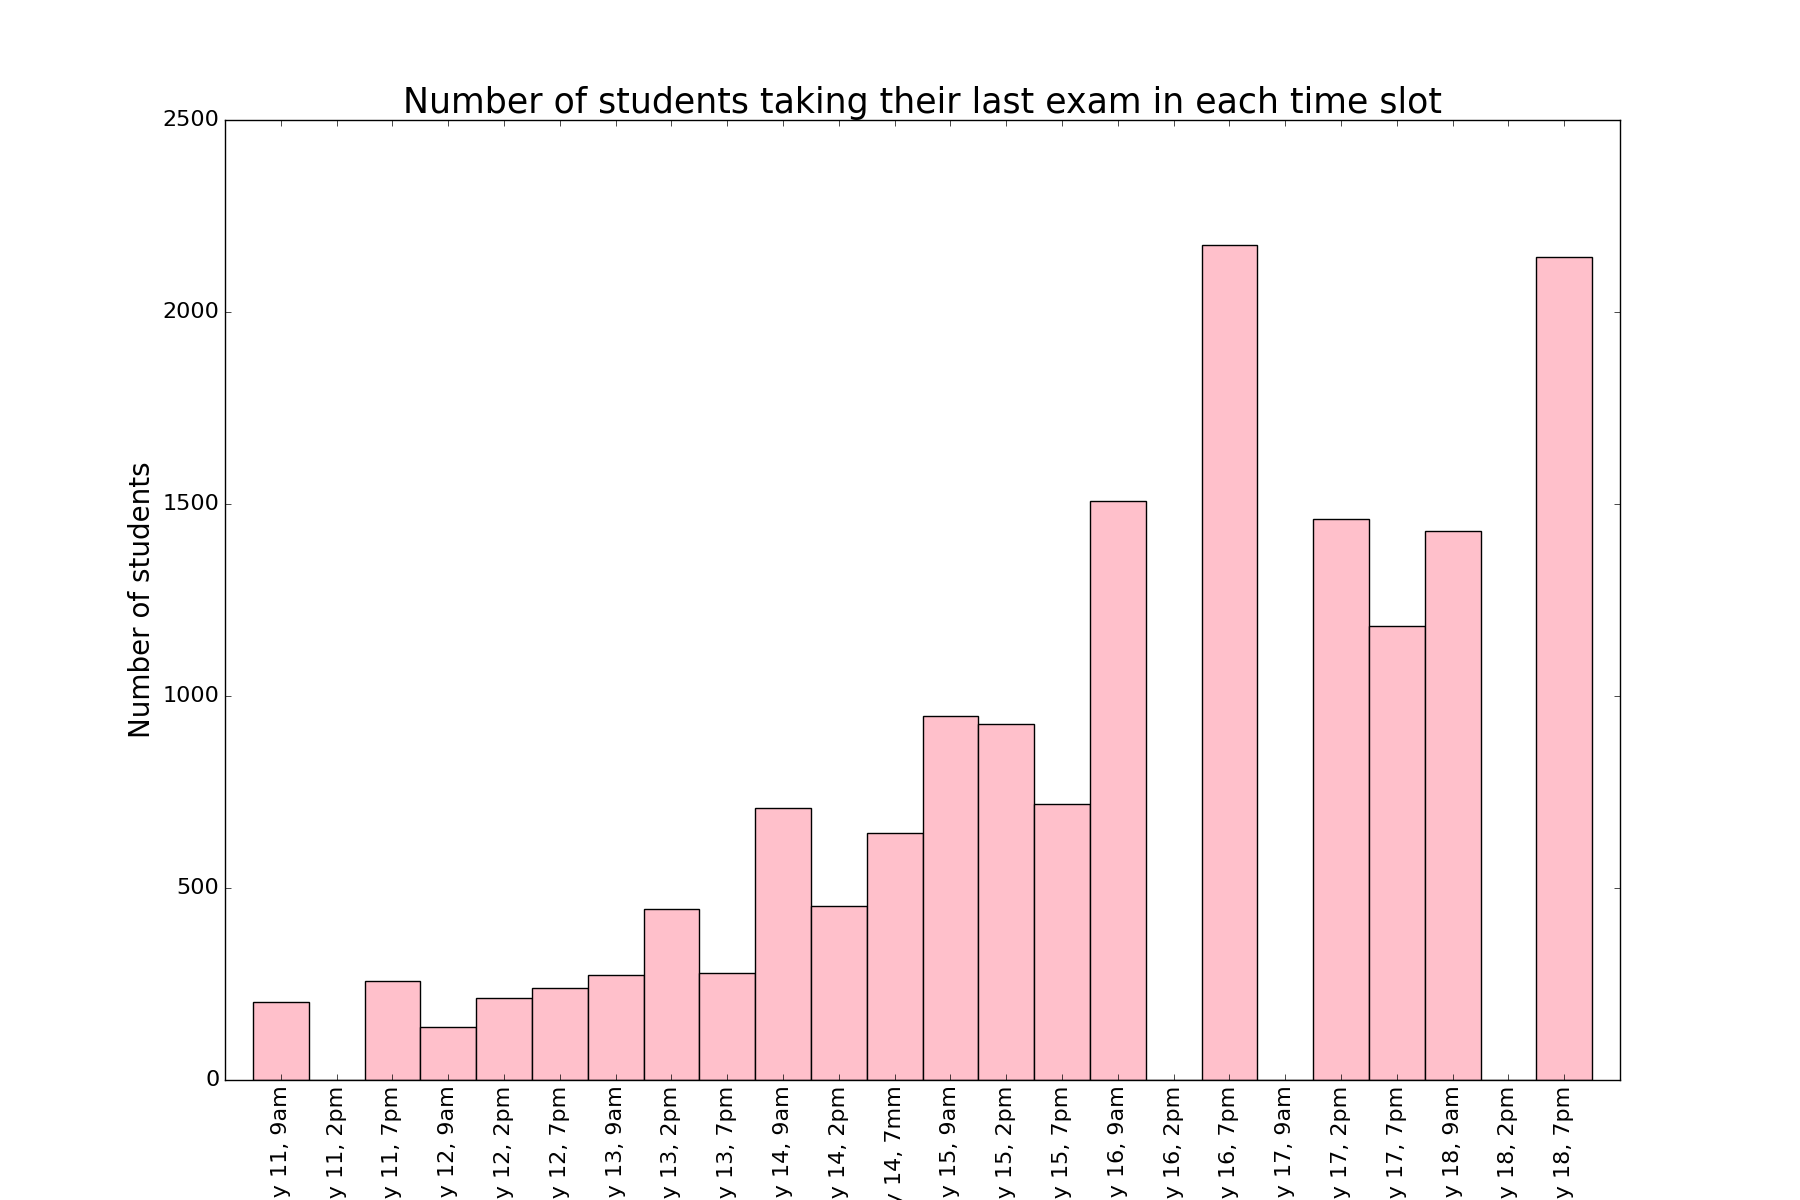 Number of students taking their last exam in each time slot
Number of students
2500
2000
1500
1000
500
0
y 11, 9am
y 11, 2pm
y 11, 7pm
y 12, 9am
y 12, 2pm
y 12, 7pm
y 13, 9am
y 13, 2pm
y 13, 7pm
y 14, 9am
y 14, 2pm
y 14, 7mm
y 15, 9am
y 15, 2pm
y 15, 7pm
y 16, 9am
y 16, 2pm
y 16, 7pm
y 17, 9am
y 17, 2pm
y 17, 7pm
y 18, 9am
y 18, 2pm
y 18, 7pm